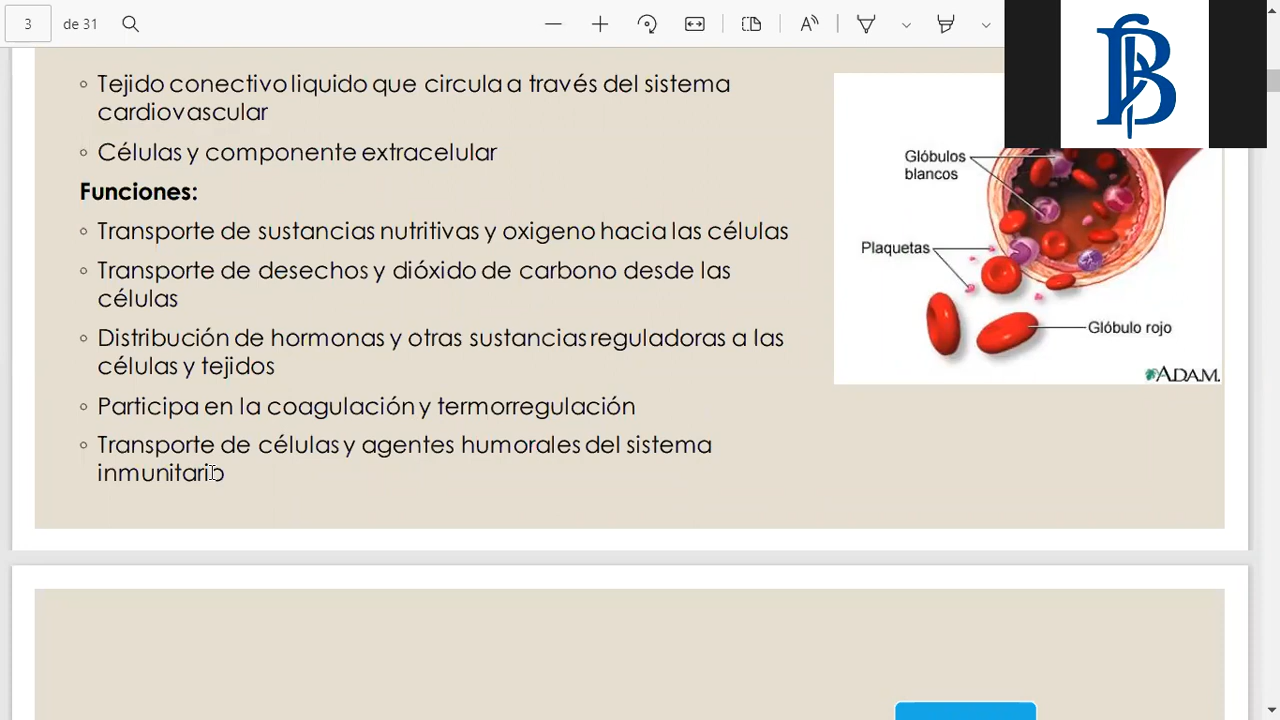 3 de 31
◦ Tejido conectivo liquido que circula a través del sistema
cardiovascular
◦ Células y componente extracelular
Funciones:
◦ Transporte de sustancias nutritivas y oxigeno hacia las células
◦ Transporte de desechos y dióxido de carbono desde las
células
◦ Distribución de hormonas y otras sustancias reguladoras a las
células y tejidos
◦ Participa en la coagulación y termorregulación
◦ Transporte de células y agentes humorales del sistema
inmunitario
Glóbulos
blancos
Plaquetas
Glóbulo rojo
ADAM.
B